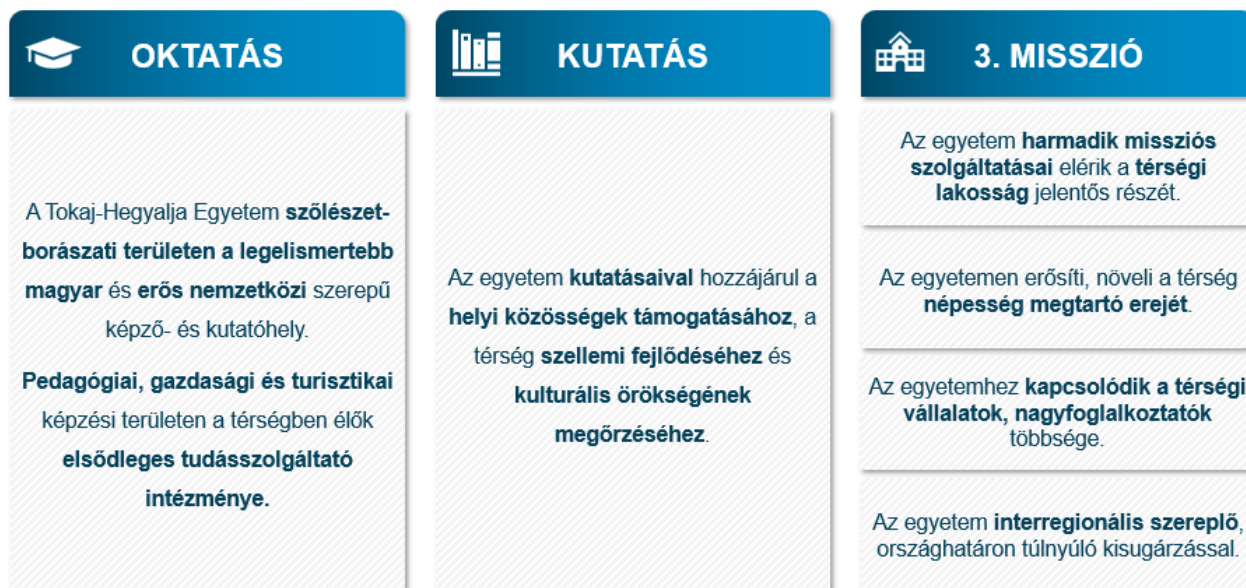 OKTATÁS
A Tokaj-Hegyalja Egyetem szőlészet-
borászati területen a legelismertebb
magyar és erős nemzetközi szerepű
képző- és kutatóhely.
Pedagógiai, gazdasági és turisztikai
képzési területen a térségben élők
elsődleges tudásszolgáltató
intézménye.
KUTATÁS
Az egyetem kutatásaival hozzájárul a
helyi közösségek támogatásához, a
térség szellemi fejlődéséhez és
kulturális örökségének
megőrzéséhez.
3. MISSZIÓ
Az egyetem harmadik missziós
szolgáltatásai elérik a térségi
lakosság jelentős részét.
Az egyetemen erősíti, növeli a térség
népesség megtartó erejét.
Az egyetemhez kapcsolódik a térségi
vállalatok, nagyfoglalkoztatók
többsége.
Az egyetem interregionális szereplő,
országhatáron túlnyúló kisugárzással.